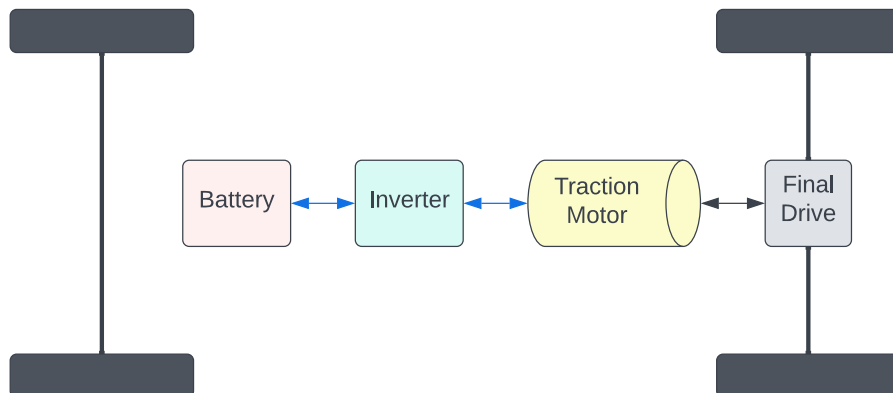 Battery
Inverter
Traction
Motor
Final
Drive